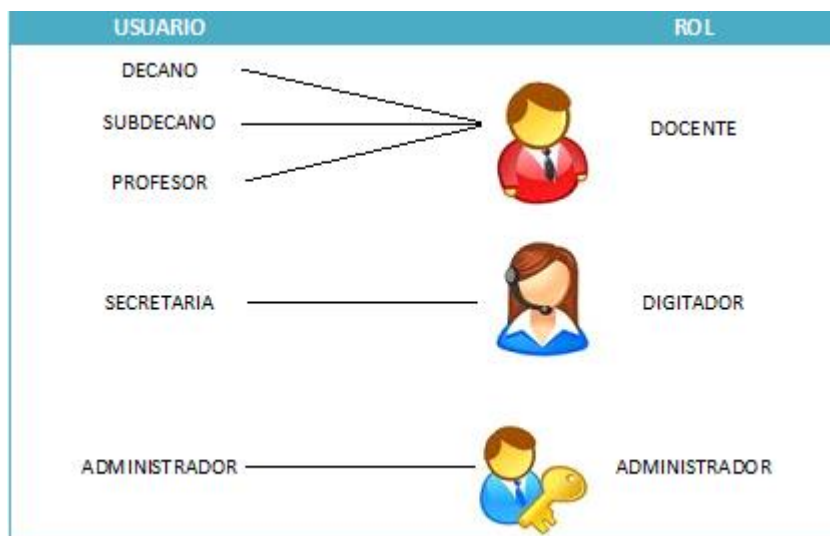 USUARIO ROL
DECANO
SUBDECANO DOCENTE
PROFESOR
SECRETARIA DIGITADOR
ADMINISTRADOR ADMINISTRADOR